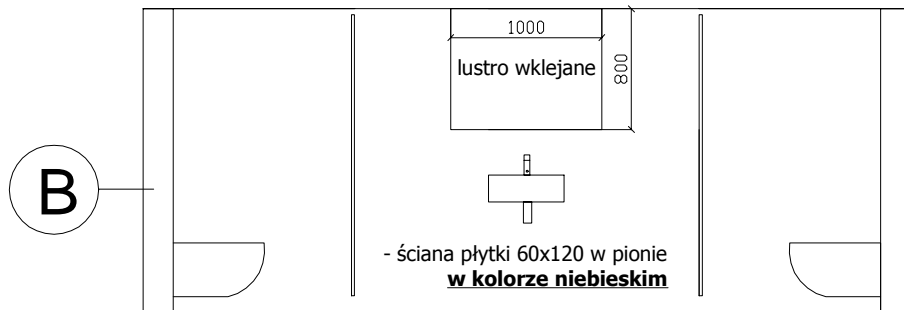 1000
lustro wklejane
800
B
- ściana płytki 60x120 w pionie
w kolorze niebieskim